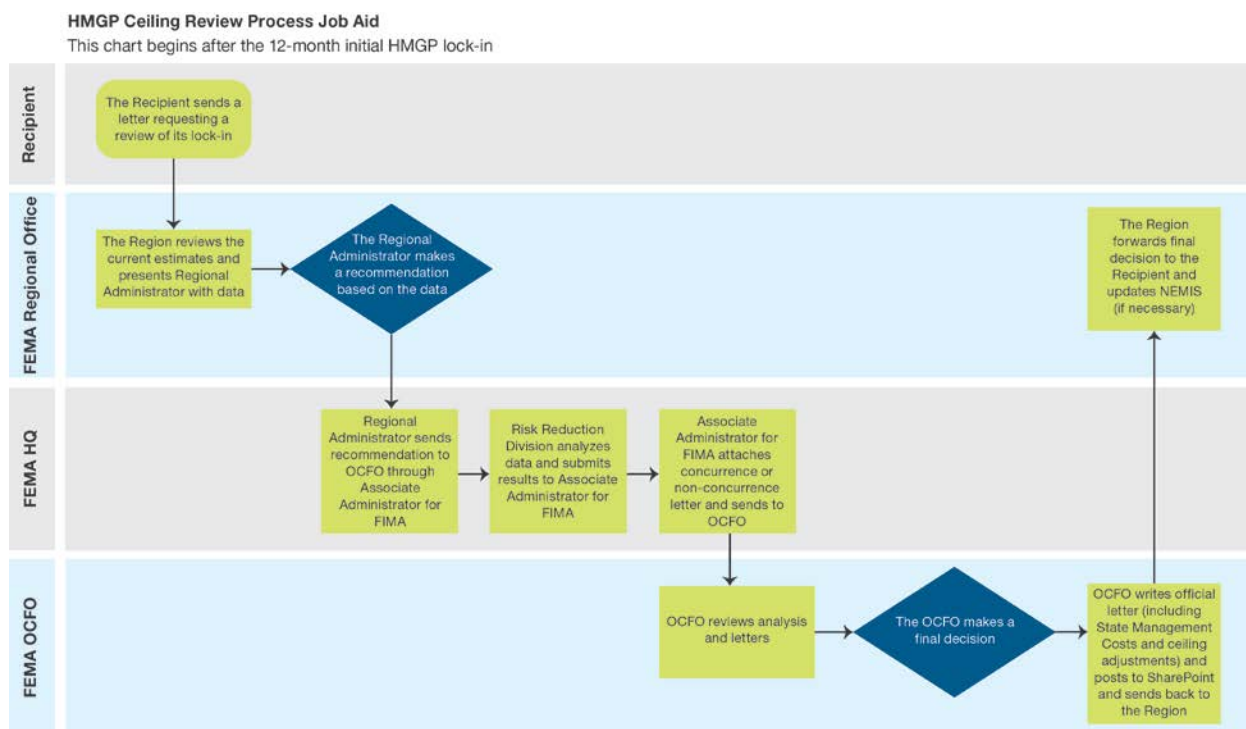 HMGP Ceiling Review Process Job Aid
This chart begins after the 12-month initial HMGP lock-in
Recipient
The Recipient sends a
letter requesting a
review of its lock-in
FEMA Regional Office
The Region reviews the
current estimates and
presents Regional
Administrator with data
The Regional
Administrator makes
a recommendation
based on the data
The Region
forwards final
decision to the
Recipient and
updates NEMIS
(if necessary)
FEMA HQ
Regional
Administrator sends
recommendation to
OCFO through
Associate
Administrator for
FIMA
Risk Reduction
Division analyzes
data and submits
results to Associate
Administrator for
FIMA
Associate
Administrator for
FIMA attaches
concurrence or
non-concurrence
letter and sends to
OCFO
FEMA OCFO
OCFO reviews analysis
and letters
The OCFO makes a
final decision
OCFO writes official
letter (including
State Management
Costs and ceiling
adjustments) and
posts to SharePoint
and sends back to
the Region